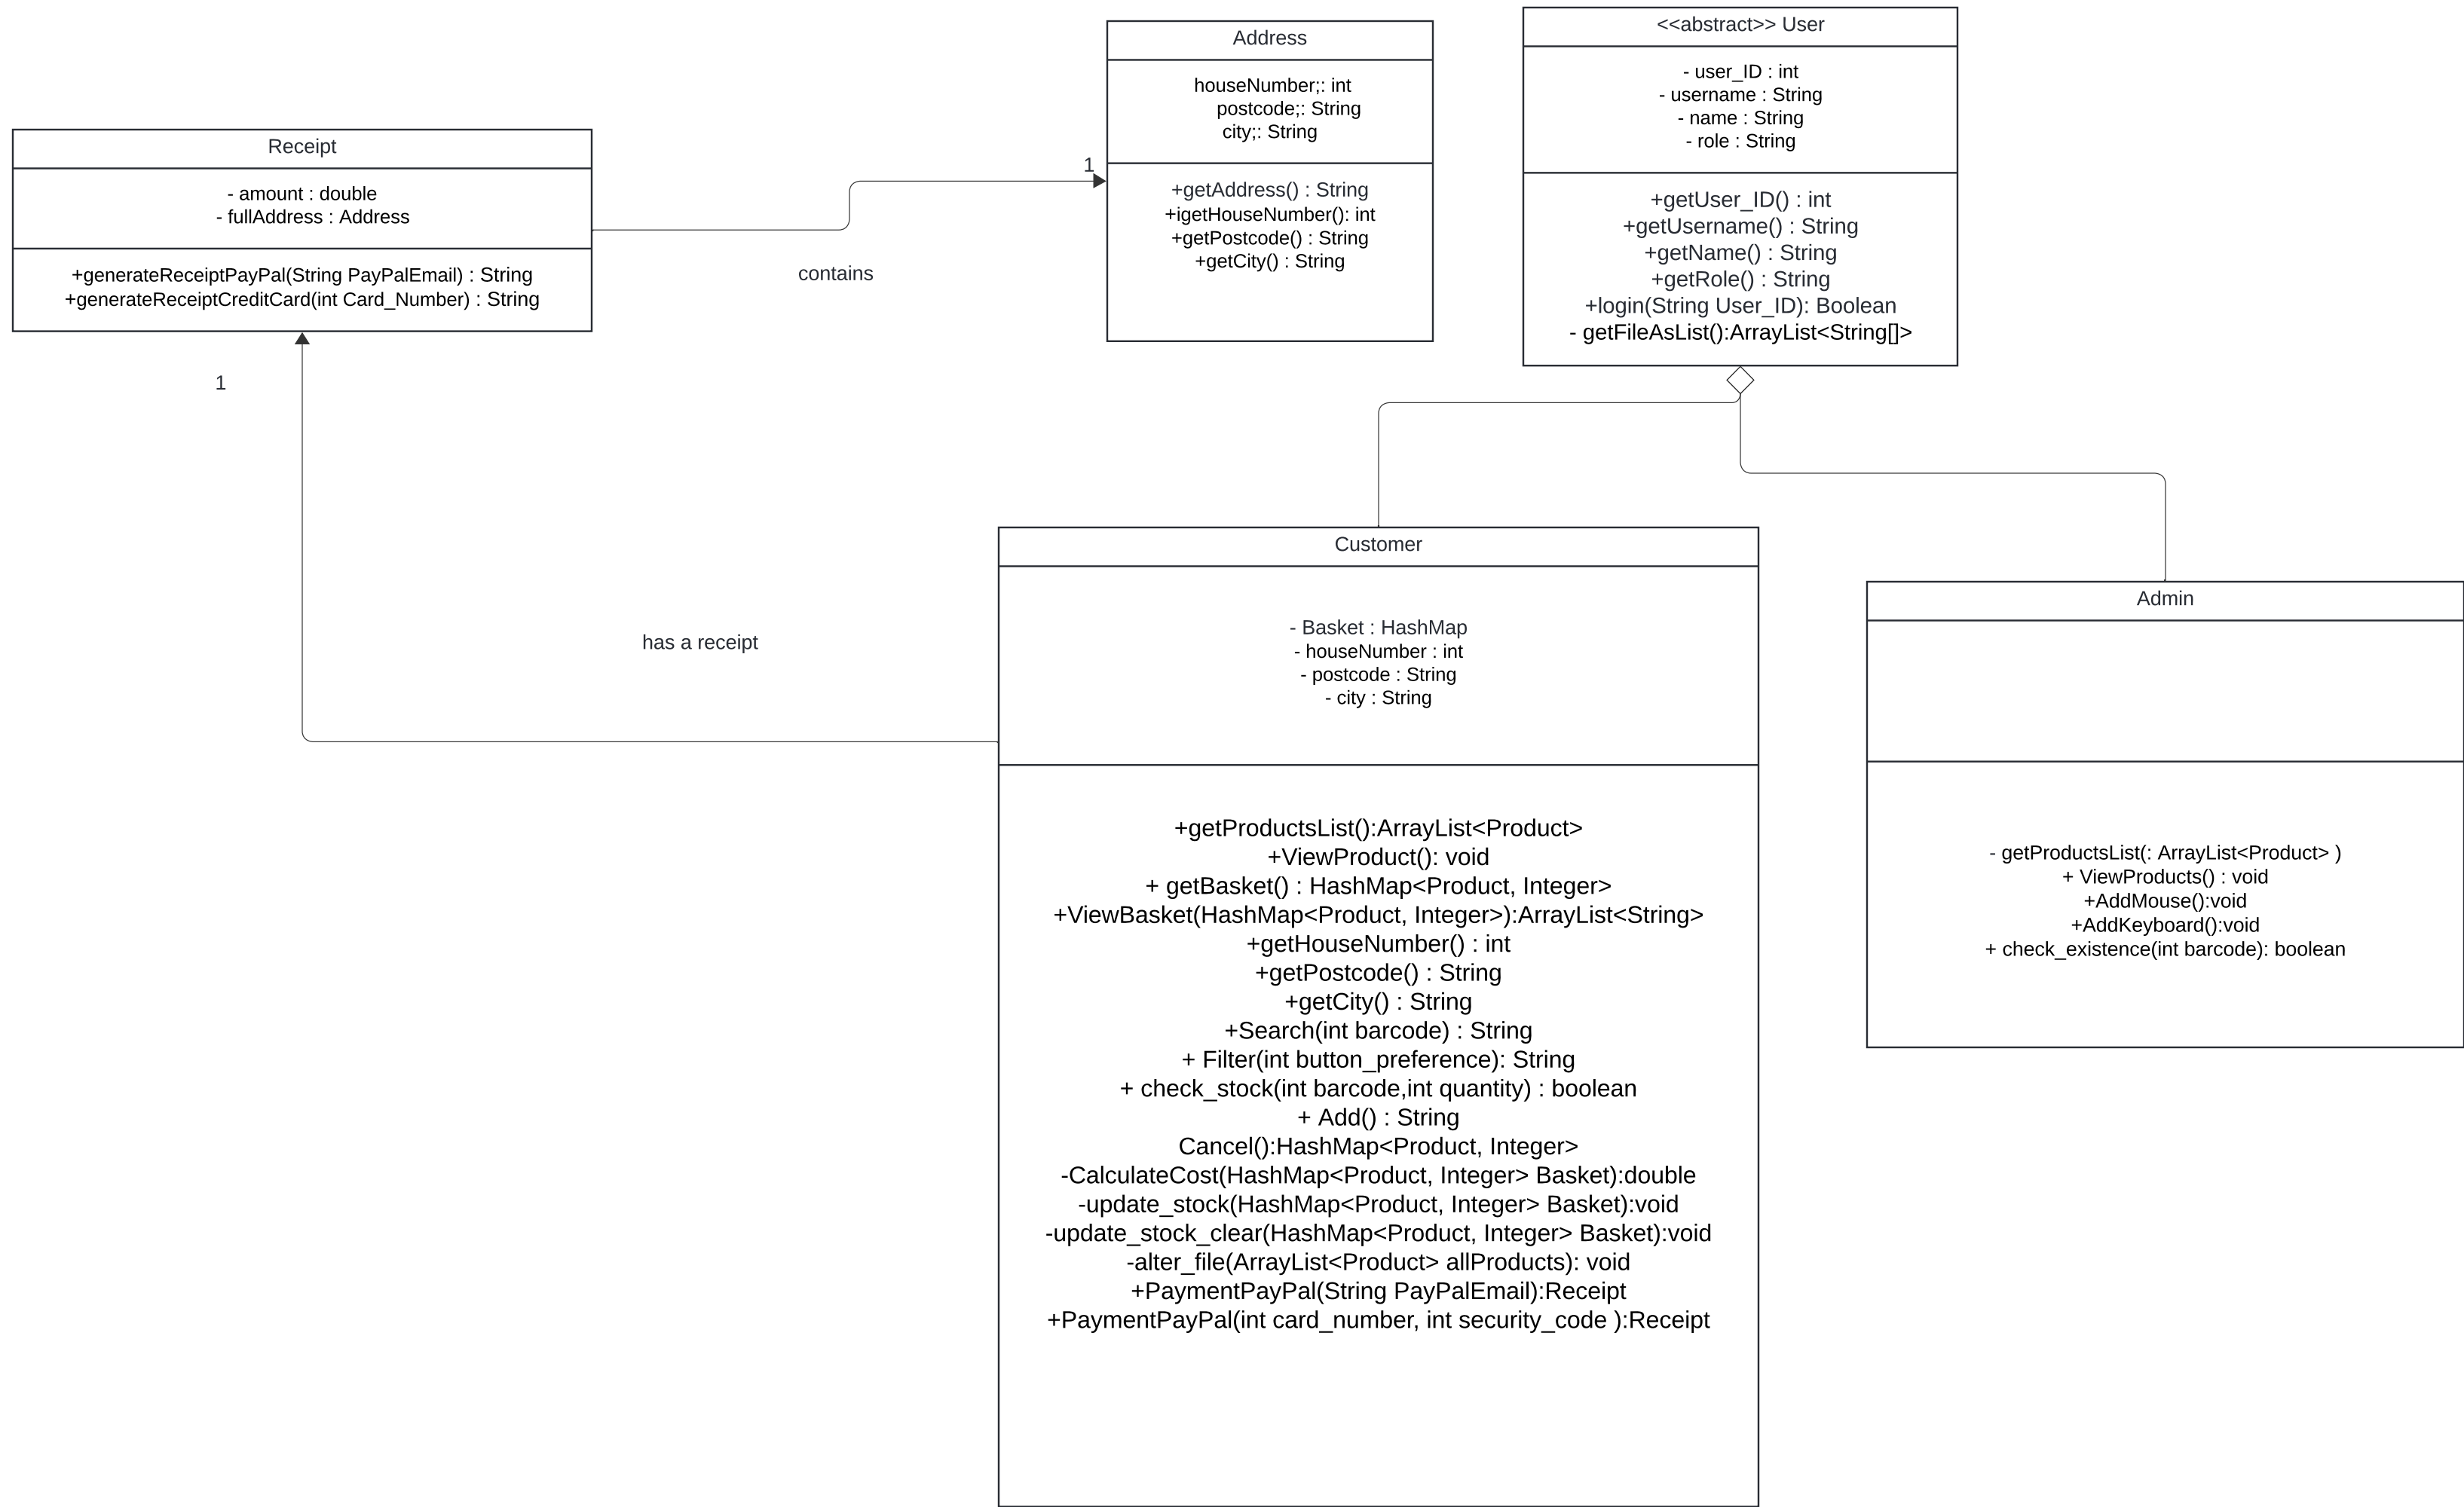 Receipt
- amount : double
- fullAddress : Address
+generateReceiptPayPal(String PayPalEmail) : String
+generateReceiptCreditCard(int Card_Number) : String
1
contains
1
Address
houseNumber;: int
postcode;: String
city;: String
+getAddress() : String
+igetHouseNumber(): int
+getPostcode() : String
+getCity() : String
<<abstract>> User
- user_ID : int
- username : String
- name : String
- role : String
+getUser_ID() : int
+getUsername() : String
+getName() : String
+getRole() : String
+login(String User_ID): Boolean
- getFileAsList():ArrayList<String[]>
has a receipt
Customer
- Basket : HashMap
- houseNumber : int
- postcode : String
- city : String
+getProductsList():ArrayList<Product>
+ViewProduct(): void
+ getBasket() : HashMap<Product, Integer>
+ViewBasket(HashMap<Product, Integer>):ArrayList<String>
+getHouseNumber() : int
+getPostcode() : String
+getCity() : String
+Search(int barcode) : String
+ Filter(int button_preference): String
+ check_stock(int barcode,int quantity) : boolean
+ Add() : String
Cancel():HashMap<Product, Integer>
-CalculateCost(HashMap<Product, Integer> Basket):double
-update_stock(HashMap<Product, Integer> Basket):void
-update_stock_clear(HashMap<Product, Integer> Basket):void
-alter_file(ArrayList<Product> allProducts): void
+PaymentPayPal(String PayPalEmail):Receipt
+PaymentPayPal(int card_number, int security_code ):Receipt
Admin
- getProductsList(: ArrayList<Product> )
+ ViewProducts() : void
+AddMouse():void
+AddKeyboard():void
+ check_existence(int barcode): boolean